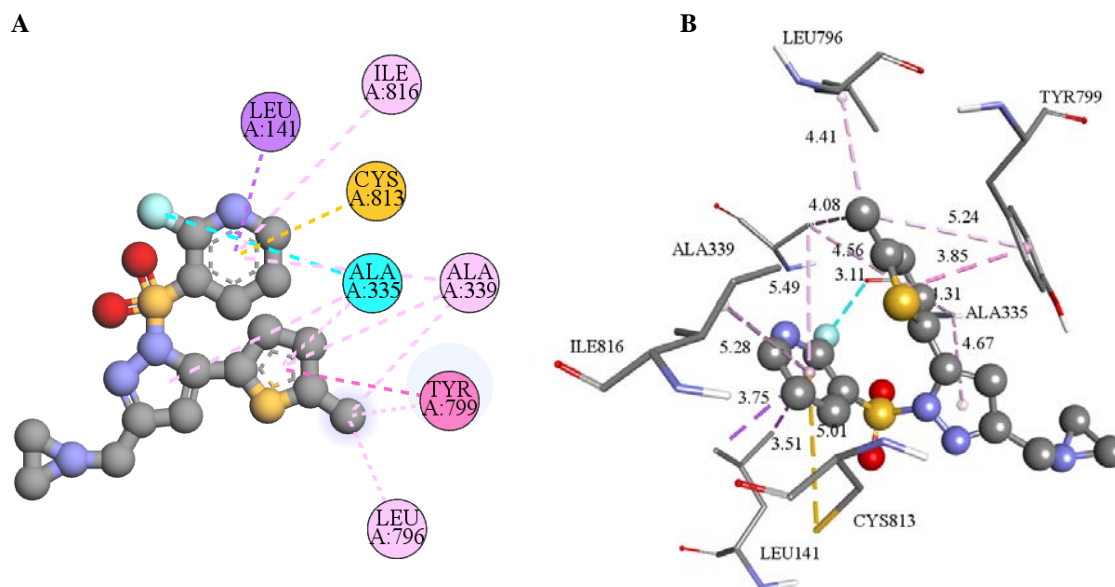 A
ILE
A:816
LEU
A:141
CYS
A:813
ALA
A:335
ALA
A:339
TYR
A:799
LEU
A:796
B
LEU796
TYR799
4.41
4.08
5.24
ALA339
4.56
3.85
3.11
5.49
4.31
ALA335
4.67
ILE816
5.28
3.75
3.51
5.01
CYS813
LEU141